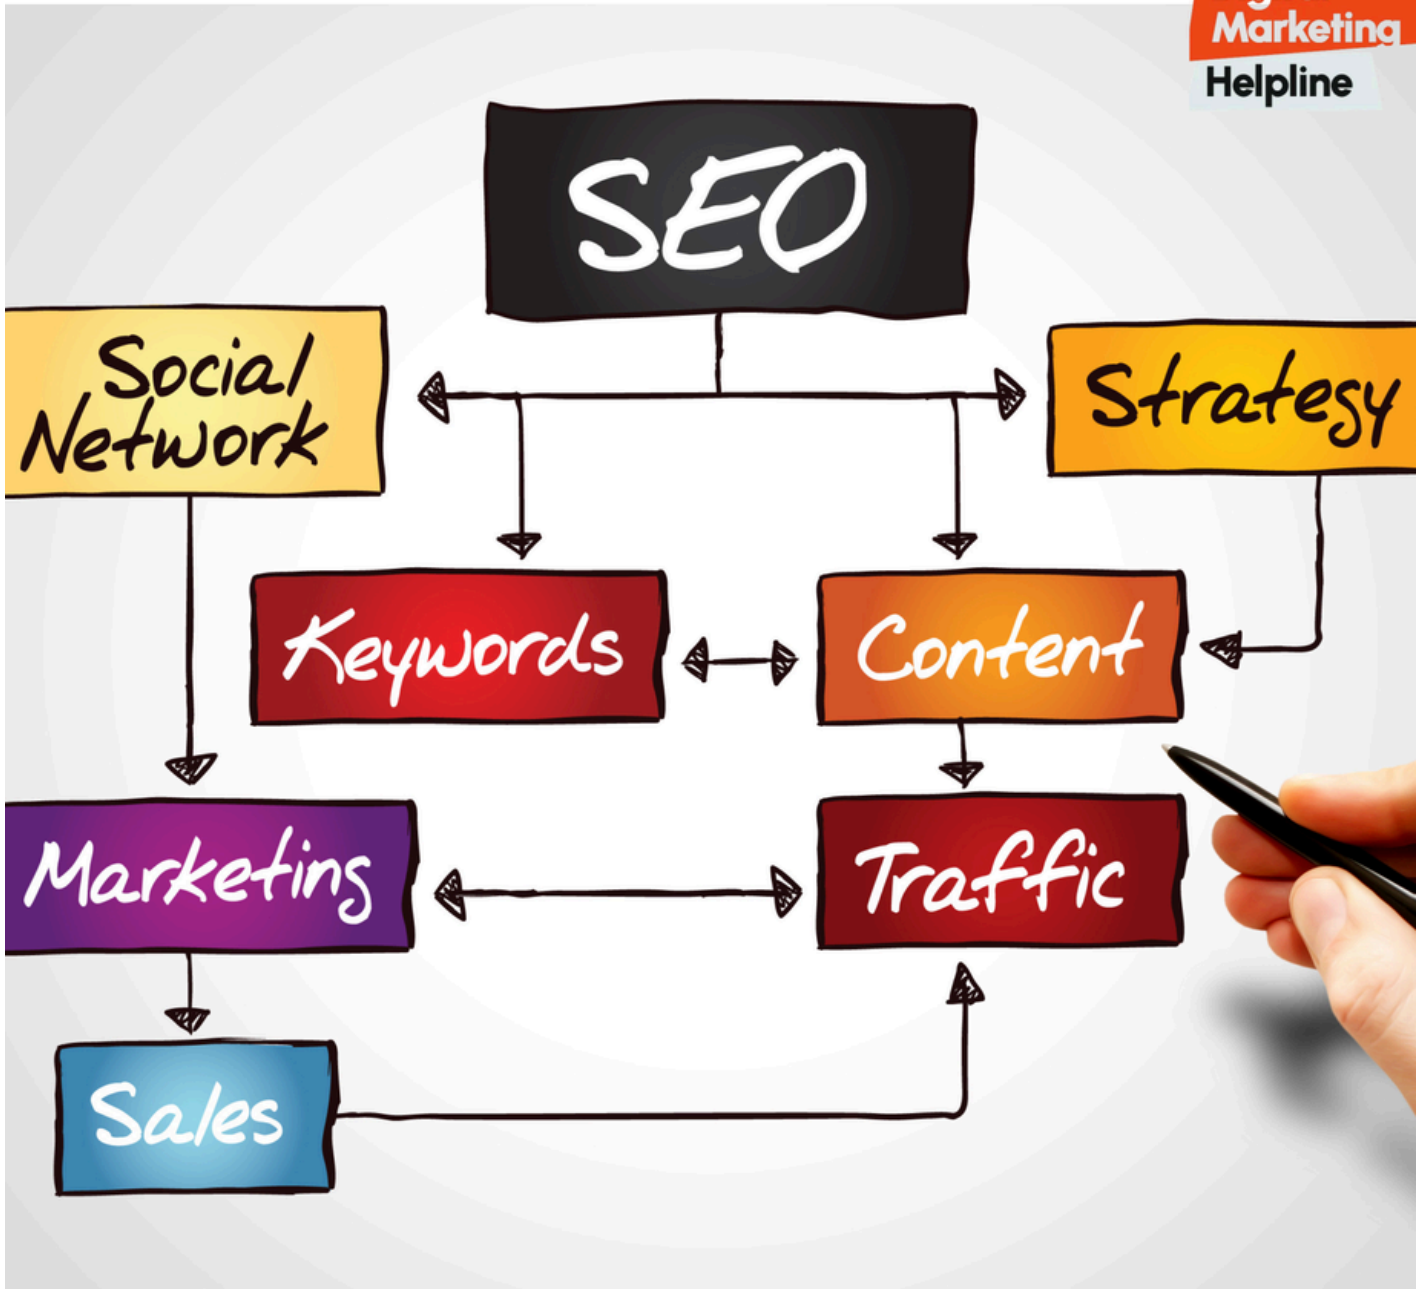 Marketing
Helpline
SEO
Social
Network
Strategy
Keywords
Content
Marketing
Traffic
Sales